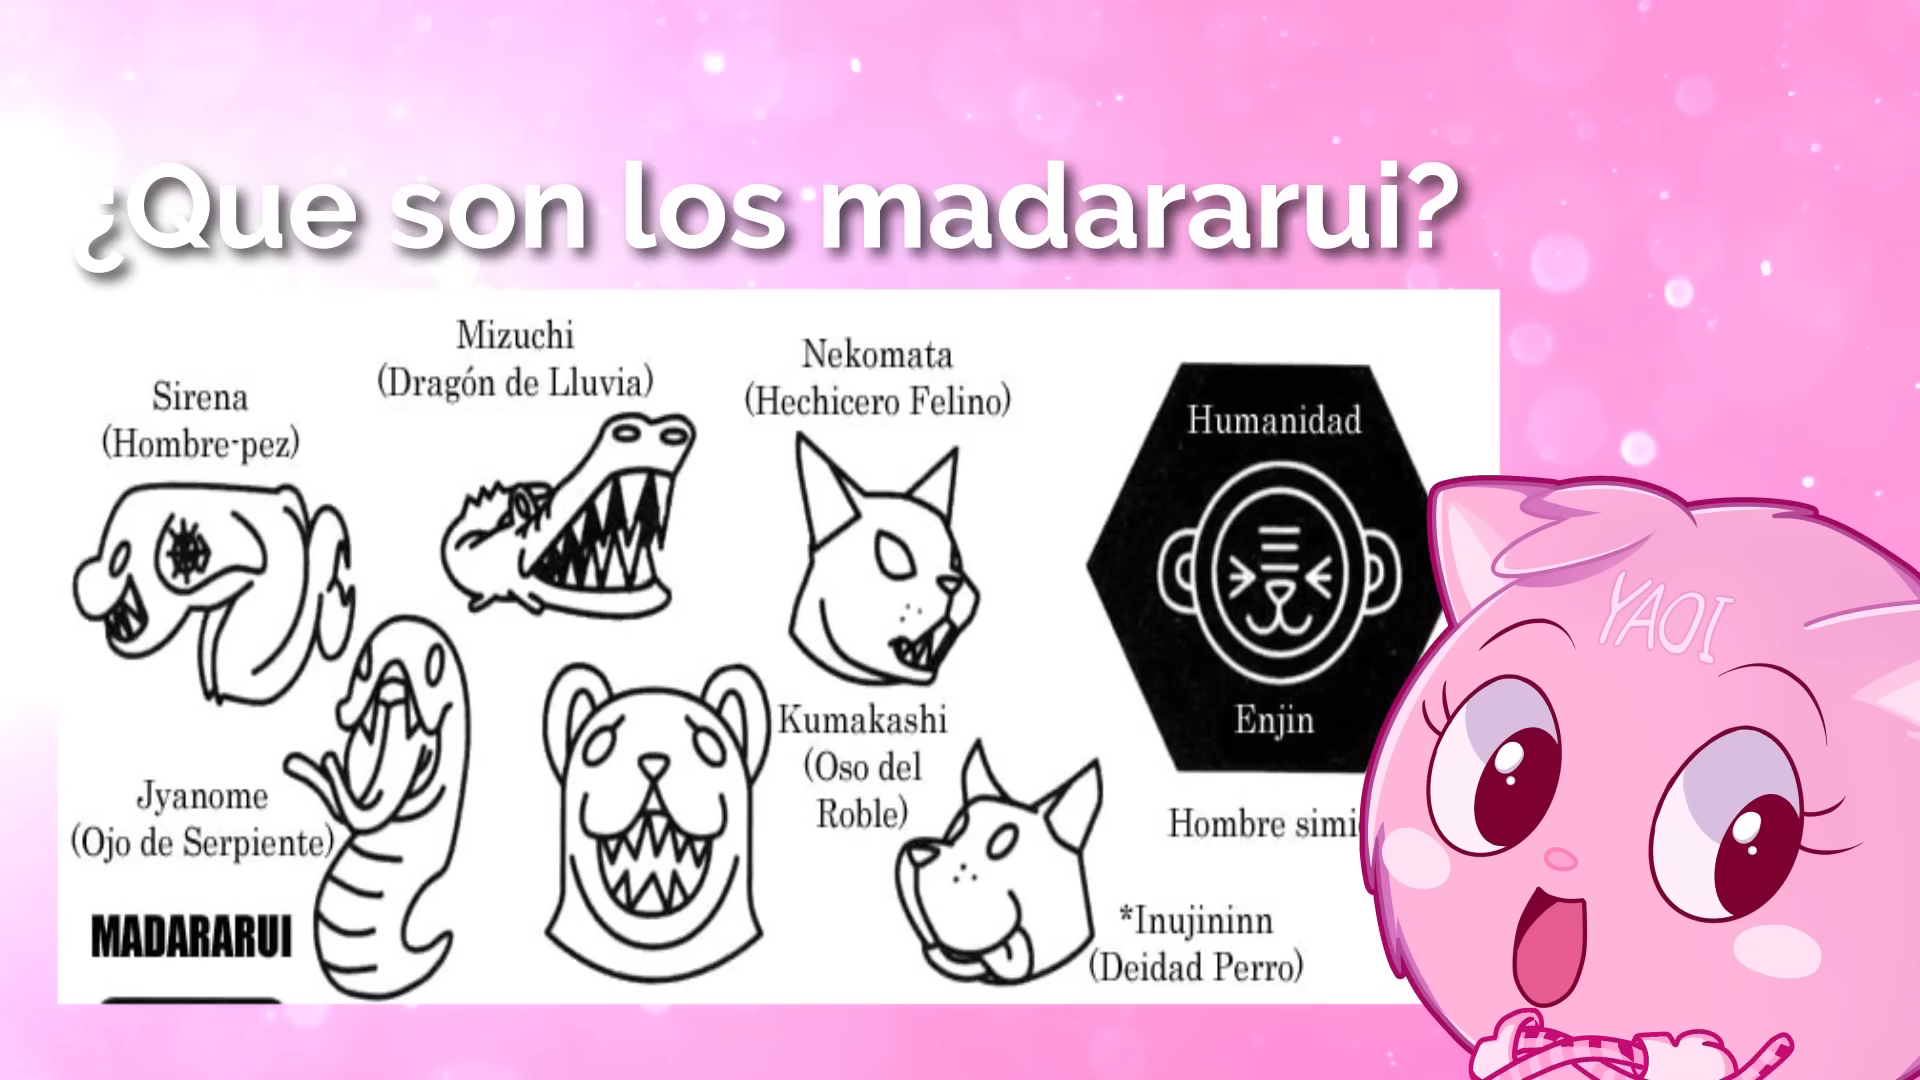 ¿Que son los madararui?
Mizuchi
(Dragón de Lluvia)
Nekomata
(Hechicero Felino)
Sirena
(Hombre-pez)
Humanidad
Enjin
Kumakashi
(Oso del
Roble)
Jyanome
(Ojo de Serpiente)
Hombre simi
*Inujininn
(Deidad Perro)
MADARARUI
YAOI